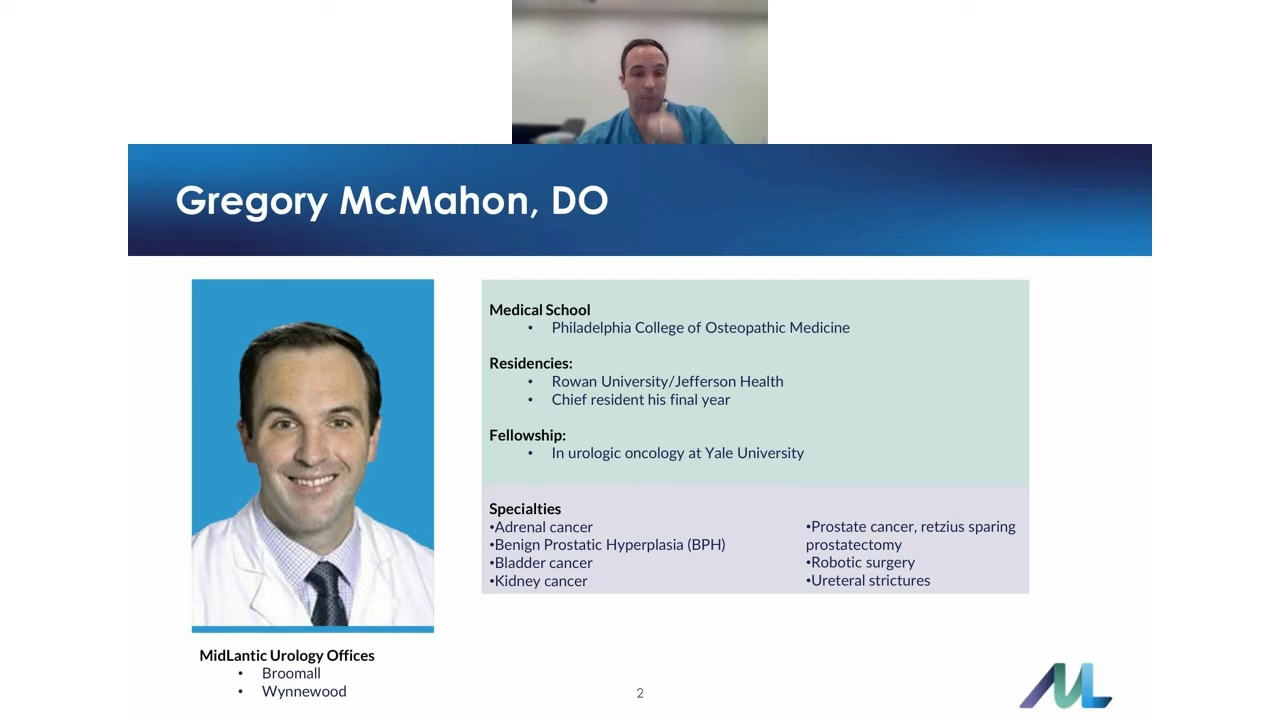 Gregory McMahon, DO
Medical School
• Philadelphia College of Osteopathic Medicine
Residencies:
• Rowan University/Jefferson Health
• Chief resident his final year
Fellowship:
• In urologic oncology at Yale University
Specialties
•Adrenal cancer
•Benign Prostatic Hyperplasia (BPH)
•Bladder cancer
•Kidney cancer
•Prostate cancer, retzius sparing
prostatectomy
•Robotic surgery
•Ureteral strictures
MidLantic Urology Offices
• Broomall
• Wynnewood
2
ML